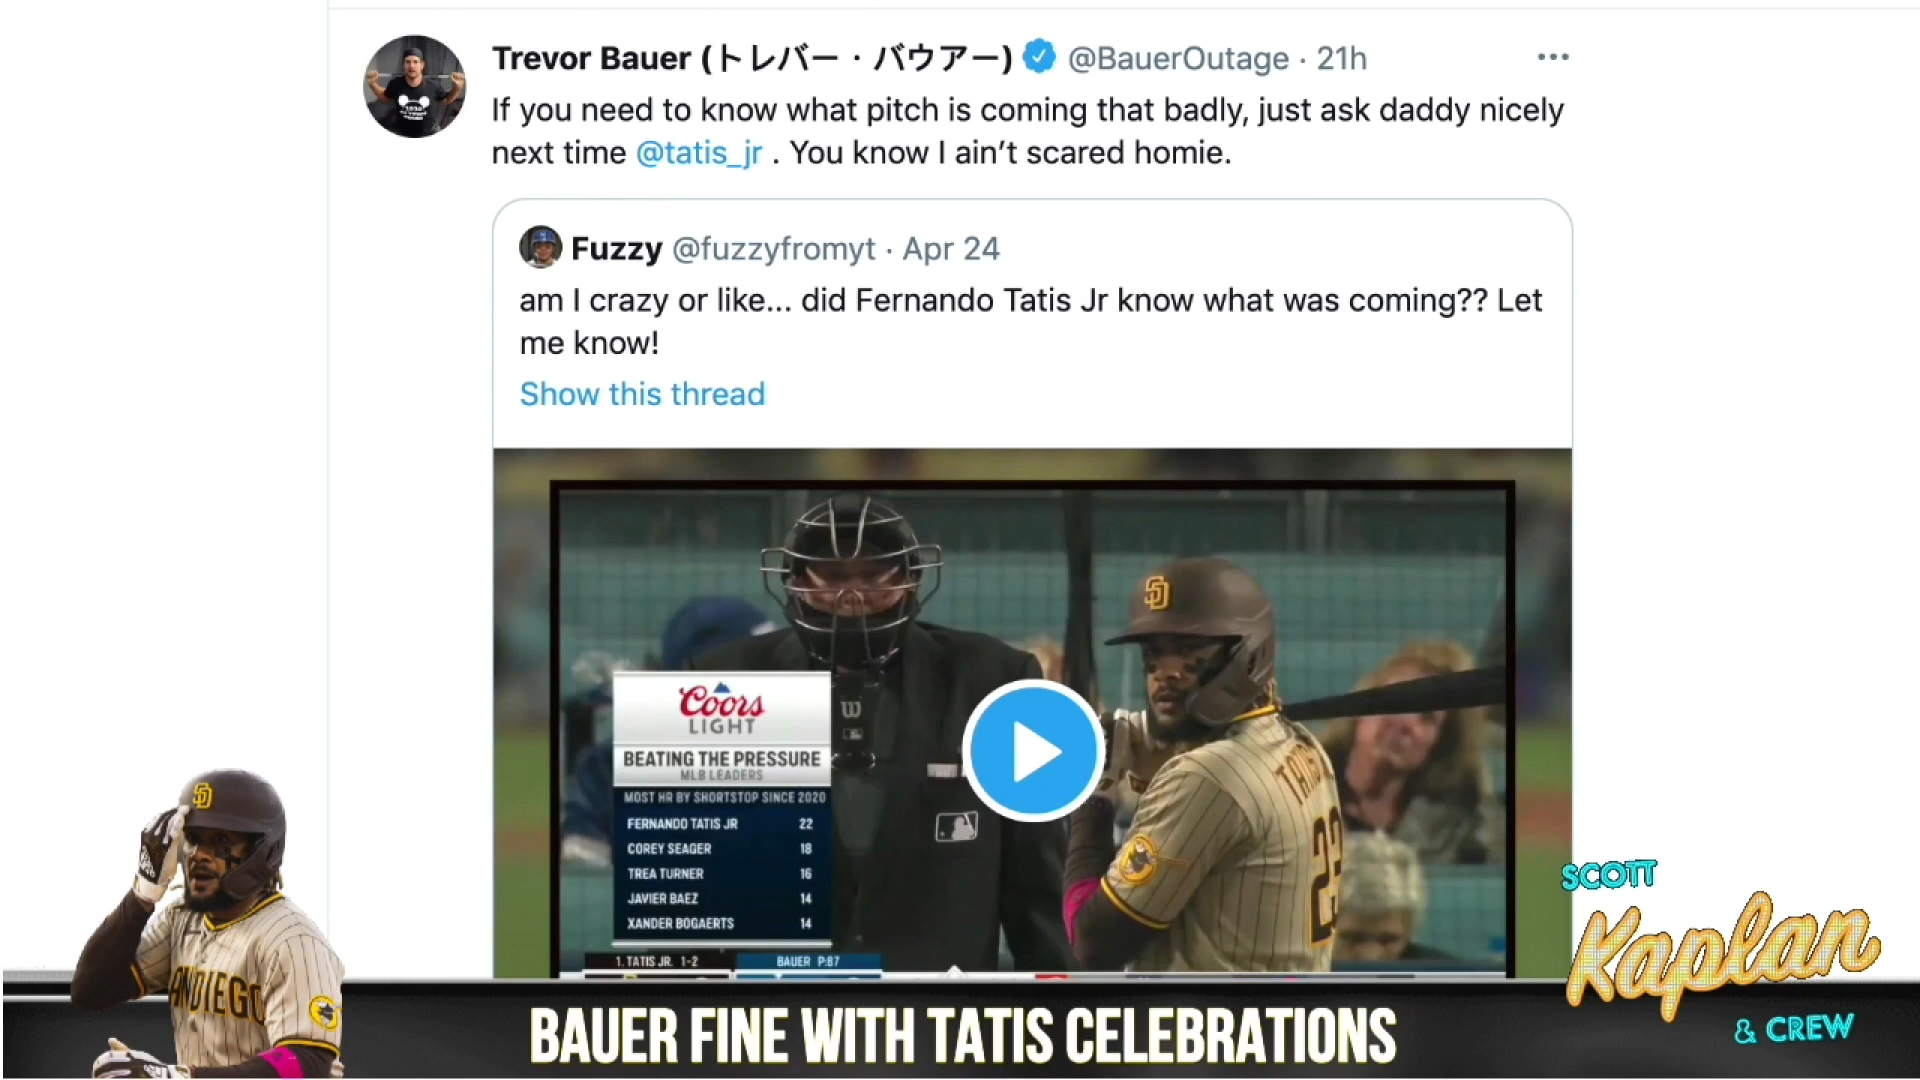 Trevor Bauer (トレバー・バウアー) @BauerOutage · 21h
If you need to know what pitch is coming that badly, just ask daddy nicely
next time @tatis_jr . You know I ain’t scared homie.
Fuzzy @fuzzyfromyt · Apr 24
am I crazy or like... did Fernando Tatis Jr know what was coming?? Let
me know!
Show this thread
SD
Coors
LIGHT
BEATING THE PRESSURE
MLB LEADERS
MOST HR BY SHORTSTOP SINCE 2020
FERNANDO TATIS JR 22
COREY SEAGER 18
TREA TURNER 16
JAVIER BAEZ 14
XANDER BOGAERTS 14
W
23
1. TATIS JR. 1-2
BAUER P:87
SD
SCOTT
Kaplan
& CREW
BAUER FINE WITH TATIS CELEBRATIONS